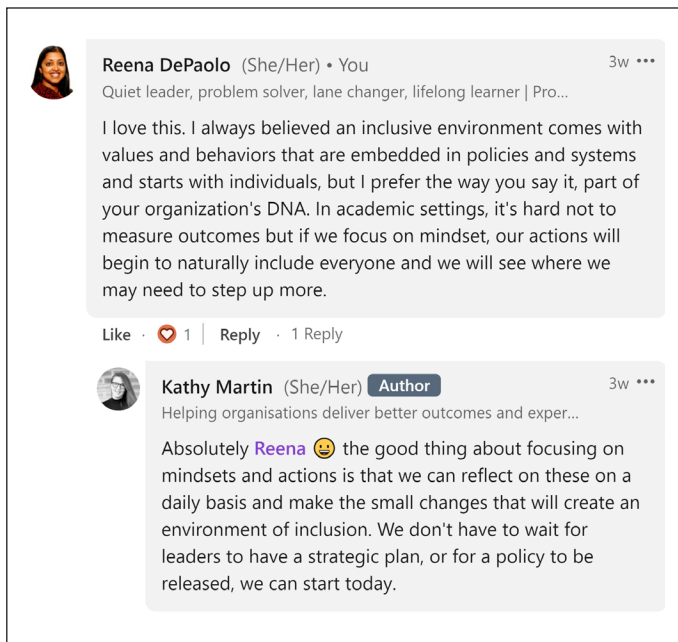 Reena DePaolo (She/Her) • You 3w •••
Quiet leader, problem solver, lane changer, lifelong learner | Pro...
I love this. I always believed an inclusive environment comes with
values and behaviors that are embedded in policies and systems
and starts with individuals, but I prefer the way you say it, part of
your organization's DNA. In academic settings, it's hard not to
measure outcomes but if we focus on mindset, our actions will
begin to naturally include everyone and we will see where we
may need to step up more.
Like · 1 | Reply · 1 Reply
Kathy Martin (She/Her) Author 3w •••
Helping organisations deliver better outcomes and exper...
Absolutely Reena 😀 the good thing about focusing on
mindsets and actions is that we can reflect on these on a
daily basis and make the small changes that will create an
environment of inclusion. We don't have to wait for
leaders to have a strategic plan, or for a policy to be
released, we can start today.